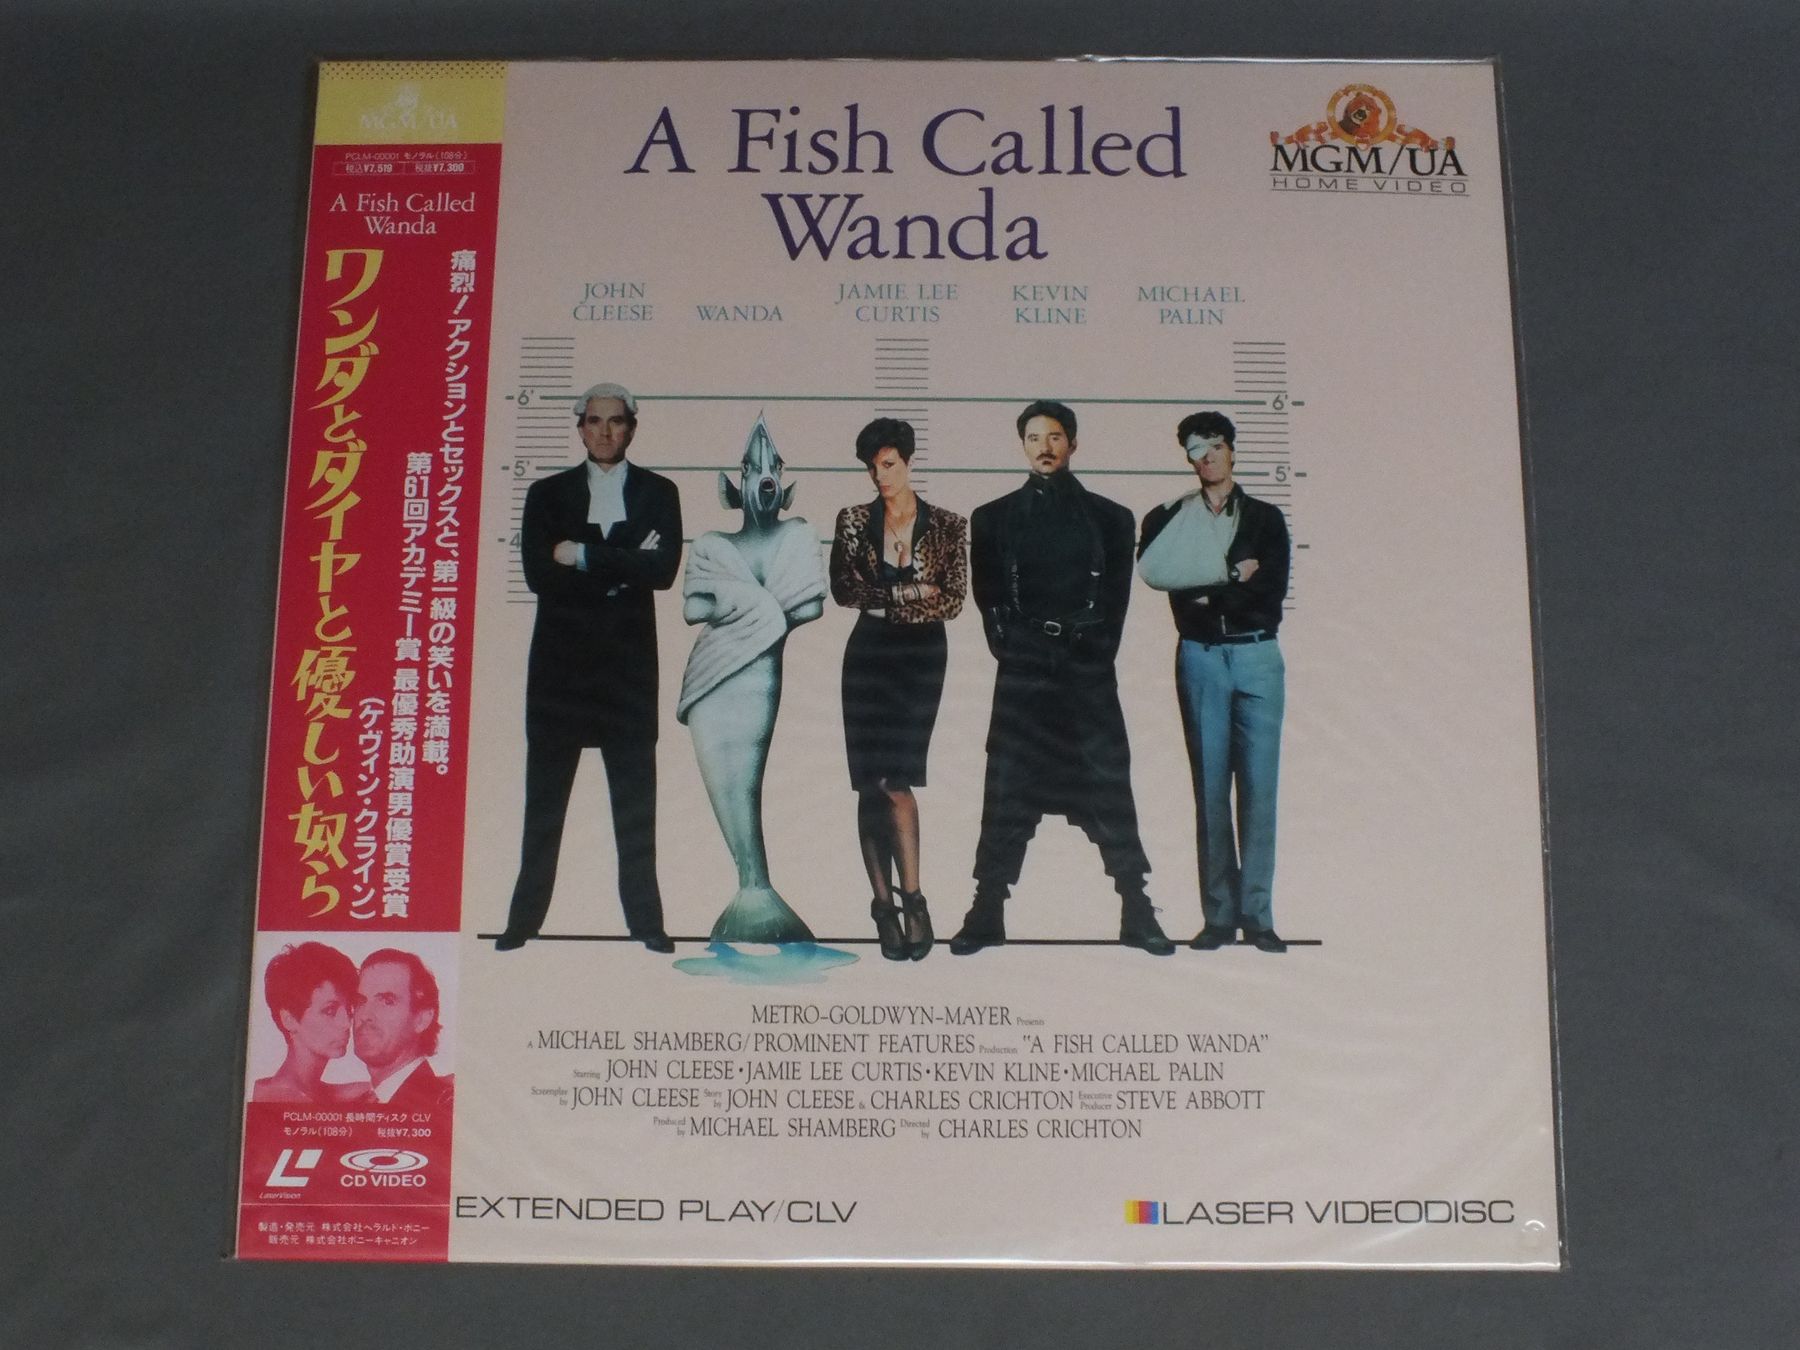 MGM/UA
PCLM-00001 モノラル(108分)
税込¥7,519 税抜¥7,300
A Fish Called
Wanda
痛烈!アクションとセックスと、第一級の笑いを満載。
第61回アカデミー賞 最優秀助演男優賞受賞
(ケヴィン・クライン)
ワンダとダイヤと優しい奴ら
PCLM-00001 長時間ディスク CLV
モノラル(108分) 税抜¥7,300
LaserVision
CD VIDEO
製造・発売元 株式会社ヘラルド・ポニー
販売元 株式会社ポニーキャニオン
A Fish Called
Wanda
MGM/UA
HOME VIDEO
JOHN
CLEESE
WANDA
JAMIE LEE
CURTIS
KEVIN
KLINE
MICHAEL
PALIN
6' 6'
5' 5'
4
METRO-GOLDWYN-MAYER Presents
A MICHAEL SHAMBERG/PROMINENT FEATURES Production "A FISH CALLED WANDA"
Starring JOHN CLEESE • JAMIE LEE CURTIS • KEVIN KLINE • MICHAEL PALIN
Screenplay by JOHN CLEESE Story by JOHN CLEESE & CHARLES CRICHTON Executive Producer STEVE ABBOTT
Produced by MICHAEL SHAMBERG Directed by CHARLES CRICHTON
EXTENDED PLAY/CLV
LASER VIDEODISC